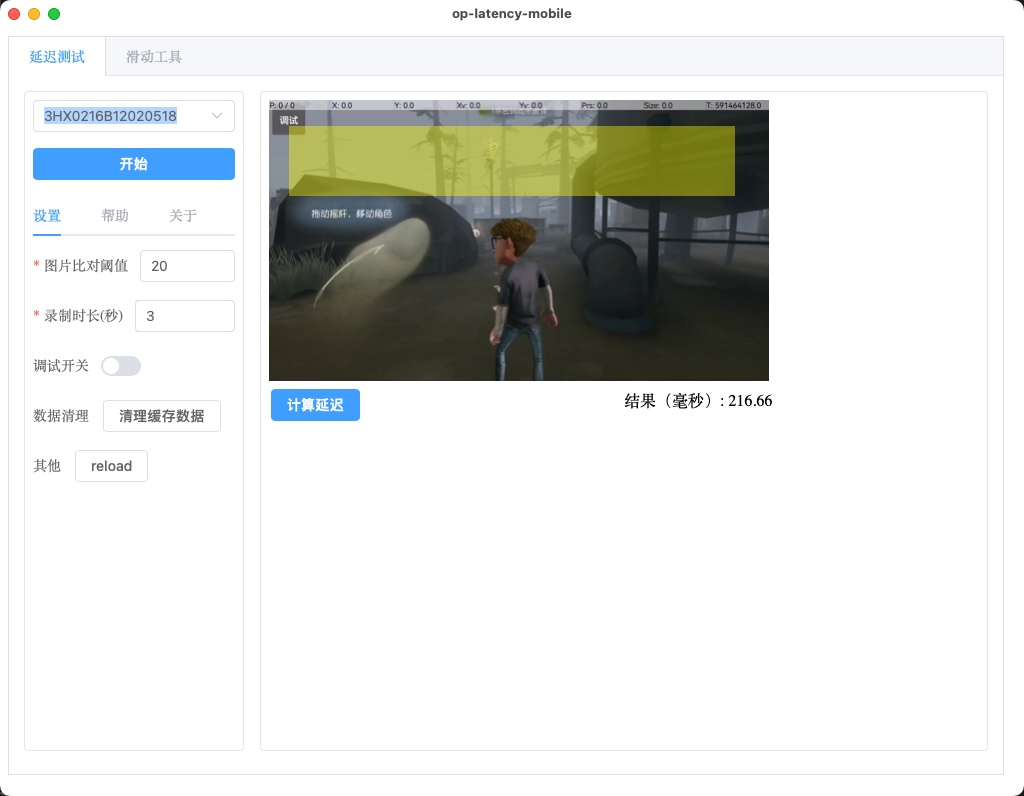 op-latency-mobile
延迟测试 滑动工具
3HX0216B12020518
开始
设置 帮助 关于
* 图片比对阈值 20
* 录制时长(秒) 3
调试开关
数据清理 清理缓存数据
其他 reload
P: 0 / 0 X: 0.0 Y: 0.0 Xv: 0.0 Yv: 0.0 Prs: 0.0 Size: 0.0 T: 591464128.0
调试
拖动摇杆，移动角色
计算延迟 结果（毫秒）: 216.66